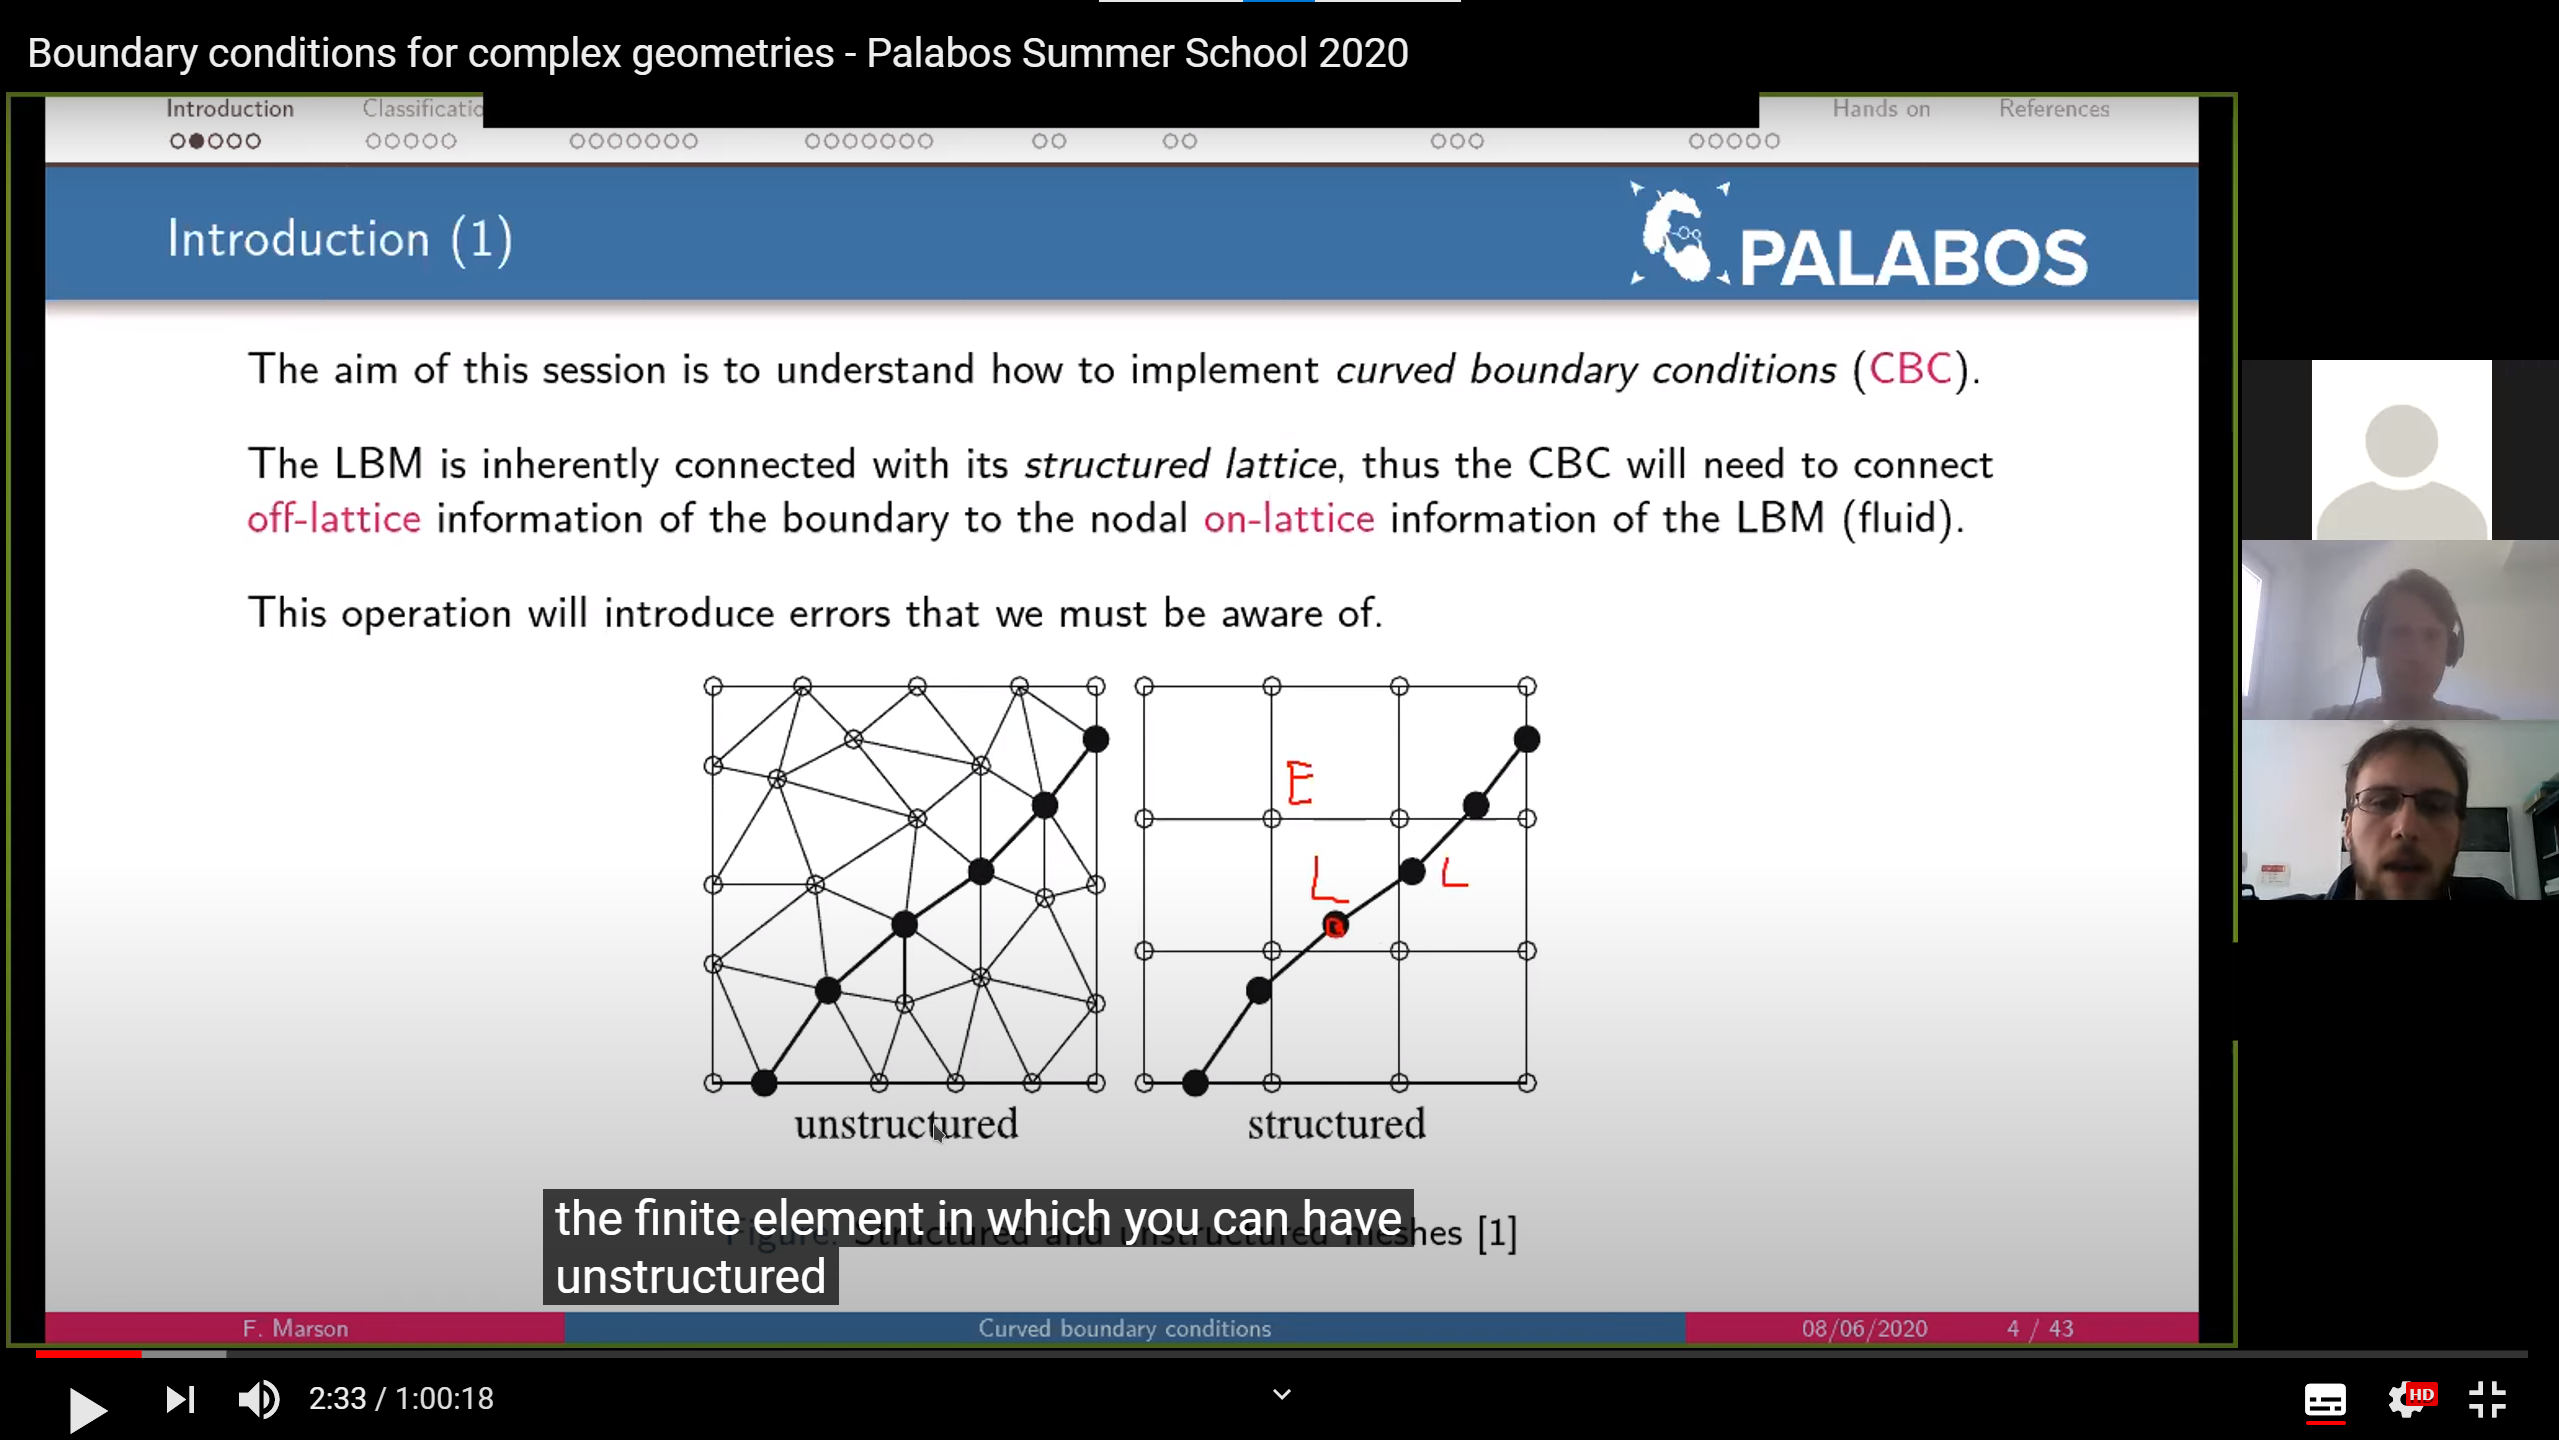 Boundary conditions for complex geometries - Palabos Summer School 2020
Introduction
Hands on
References
Introduction (1)
PALABOS
The aim of this session is to understand how to implement curved boundary conditions (CBC).
The LBM is inherently connected with its structured lattice, thus the CBC will need to connect
off-lattice information of the boundary to the nodal on-lattice information of the LBM (fluid).
This operation will introduce errors that we must be aware of.
E
L
L
unstructured
structured
Figure: Structured and unstructured meshes [1]
the finite element in which you can have
unstructured
F. Marson
Curved boundary conditions
08/06/2020
4 / 43
2:33 / 1:00:18
HD